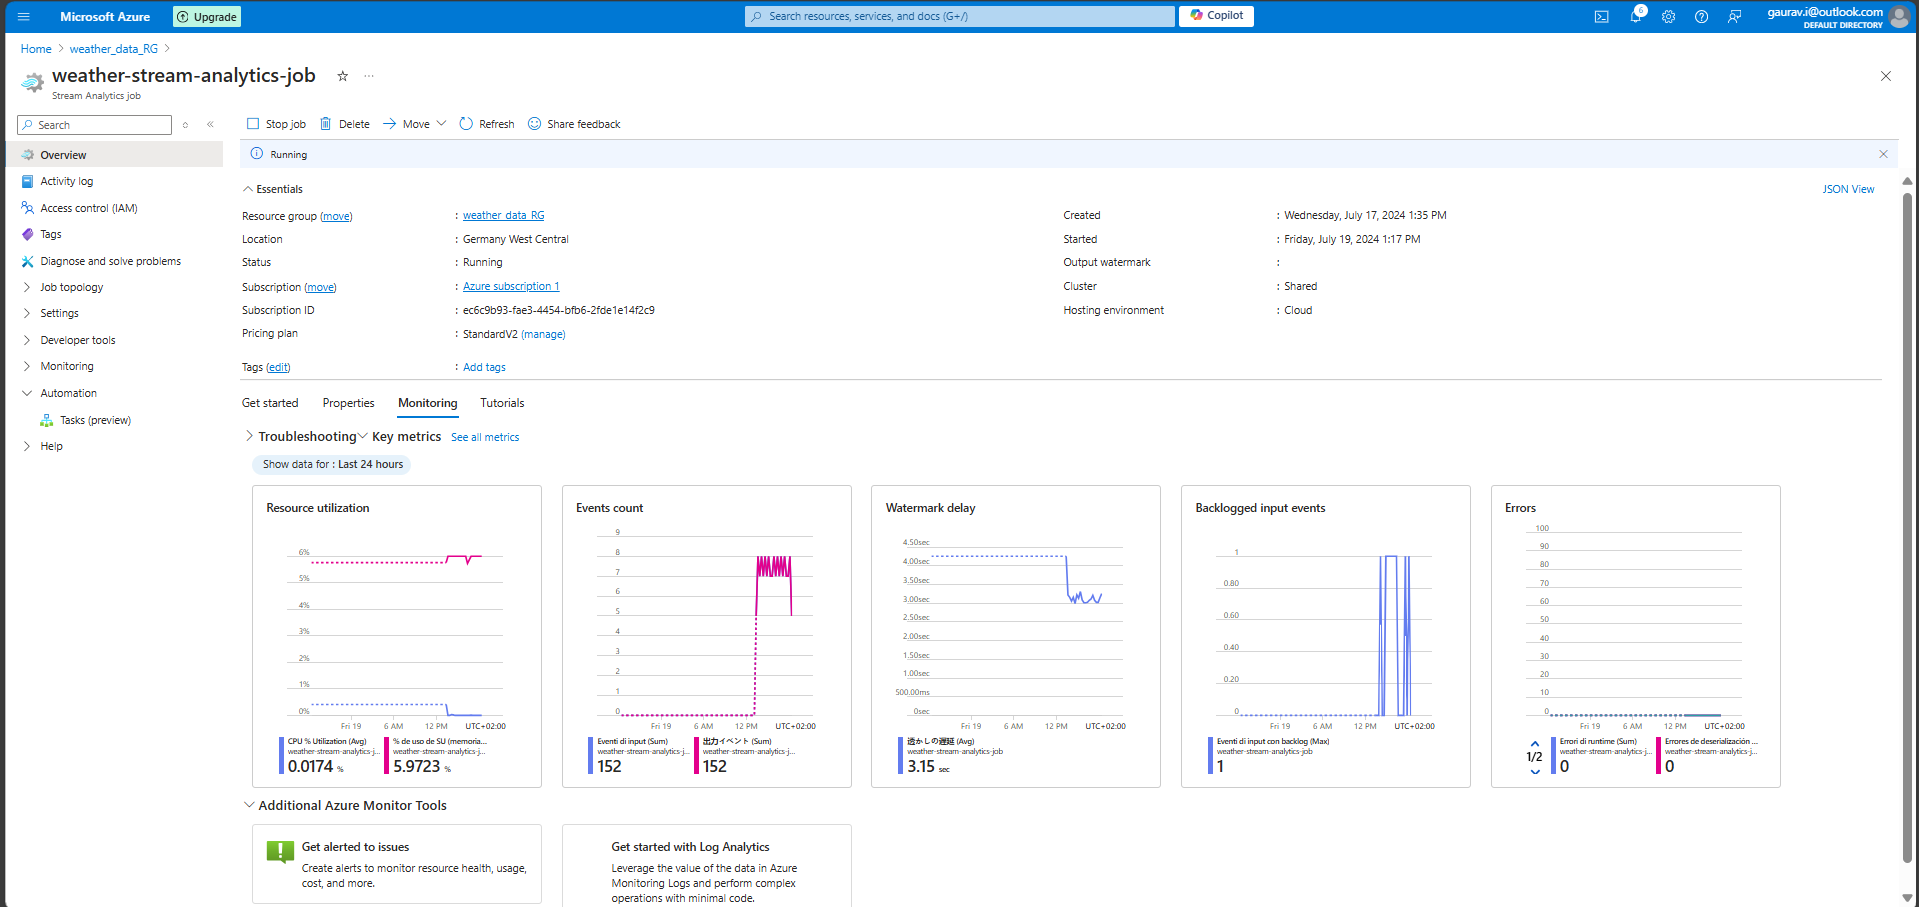 Microsoft Azure
Upgrade
Search resources, services, and docs (G+/)
Copilot
6
gaurav.i@outlook.com
DEFAULT DIRECTORY
Home > weather_data_RG >
weather-stream-analytics-job
Stream Analytics job
Search
Stop job
Delete
Move
Refresh
Share feedback
Overview
Activity log
Access control (IAM)
Tags
Diagnose and solve problems
Job topology
Settings
Developer tools
Monitoring
Automation
Tasks (preview)
Help
Running
Essentials
JSON View
Resource group (move) : weather_data_RG
Location : Germany West Central
Status : Running
Subscription (move) : Azure subscription 1
Subscription ID : ec6c9b93-fae3-4454-bfb6-2fde1e14f2c9
Pricing plan : StandardV2 (manage)
Tags (edit) : Add tags
Created : Wednesday, July 17, 2024 1:35 PM
Started : Friday, July 19, 2024 1:17 PM
Output watermark :
Cluster : Shared
Hosting environment : Cloud
Get started Properties Monitoring Tutorials
Troubleshooting Key metrics See all metrics
Show data for : Last 24 hours
Resource utilization
6%
5%
4%
3%
2%
1%
0%
Fri 19 6 AM 12 PM UTC+02:00
CPU % Utilization (Avg)
weather-stream-analytics-j...
0.0174 %
% de uso de SU (memoria...
weather-stream-analytics-j...
5.9723 %
Events count
9
8
7
6
5
4
3
2
1
0
Fri 19 6 AM 12 PM UTC+02:00
Eventi di input (Sum)
weather-stream-analytics-j...
152
出力イベント (Sum)
weather-stream-analytics-j...
152
Watermark delay
4.50sec
4.00sec
3.50sec
3.00sec
2.50sec
2.00sec
1.50sec
1.00sec
500.00ms
0sec
Fri 19 6 AM 12 PM UTC+02:00
透かしの遅延 (Avg)
weather-stream-analytics-job
3.15 sec
Backlogged input events
1
0.80
0.60
0.40
0.20
0
Fri 19 6 AM 12 PM UTC+02:00
Eventi di input con backlog (Max)
weather-stream-analytics-job
1
Errors
100
90
80
70
60
50
40
30
20
10
0
Fri 19 6 AM 12 PM UTC+02:00
1/2
Errori di runtime (Sum)
weather-stream-analytics-j...
0
Errores de deserialización ...
weather-stream-analytics-j...
0
Additional Azure Monitor Tools
Get alerted to issues
Create alerts to monitor resource health, usage,
cost, and more.
Get started with Log Analytics
Leverage the value of the data in Azure
Monitoring Logs and perform complex
operations with minimal code.